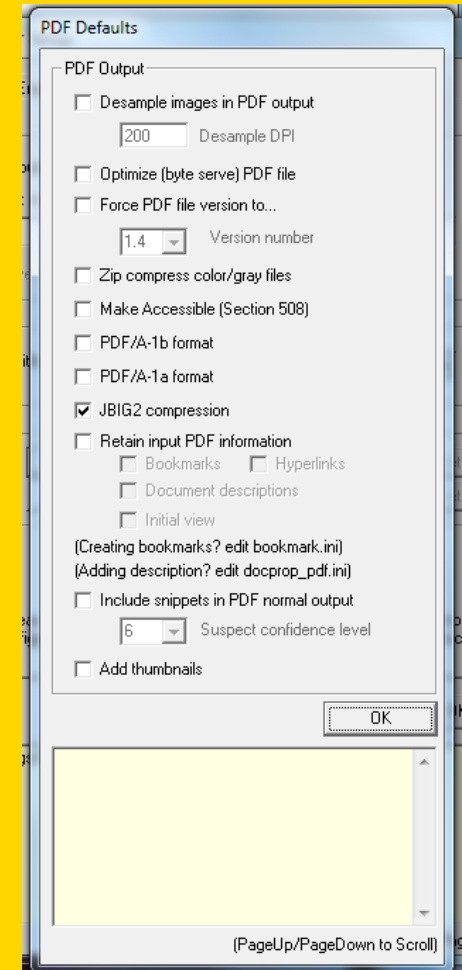 PDF Defaults
PDF Output
Desample images in PDF output
200 Desample DPI
Optimize (byte serve) PDF file
Force PDF file version to...
1.4 Version number
Zip compress color/gray files
Make Accessible (Section 508)
PDF/A-1b format
PDF/A-1a format
JBIG2 compression
Retain input PDF information
Bookmarks Hyperlinks
Document descriptions
Initial view
(Creating bookmarks? edit bookmark.ini)
(Adding description? edit docprop_pdf.ini)
Include snippets in PDF normal output
6 Suspect confidence level
Add thumbnails
OK
(PageUp/PageDown to Scroll)